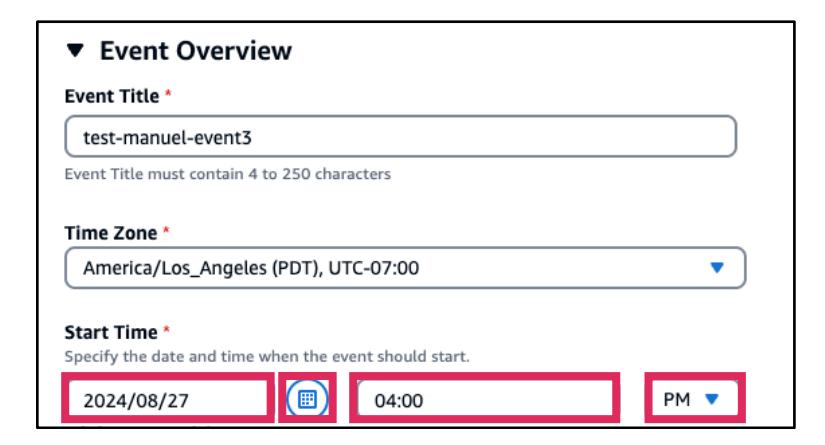 Event Overview
Event Title *
test-manuel-event3
Event Title must contain 4 to 250 characters
Time Zone *
America/Los_Angeles (PDT), UTC-07:00
Start Time *
Specify the date and time when the event should start.
2024/08/27 04:00 PM